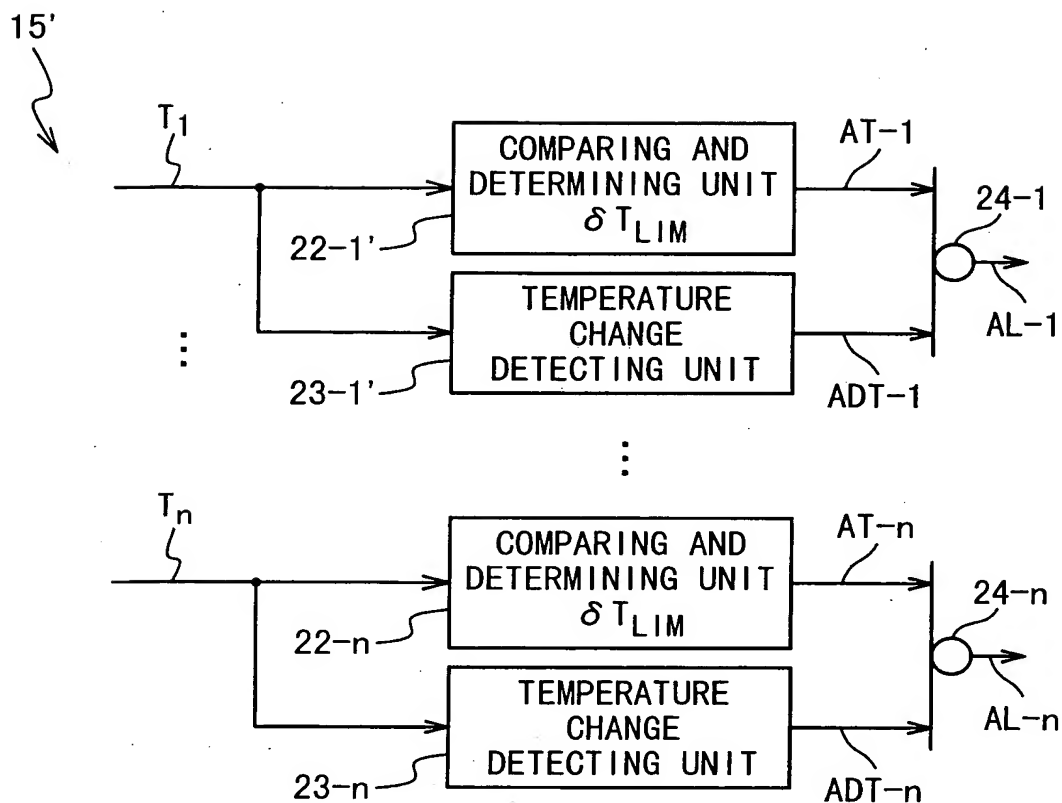 15'
T1
COMPARING AND
DETERMINING UNIT
δTLIM
AT-1
24-1
22-1'
AL-1
TEMPERATURE
CHANGE
DETECTING UNIT
23-1'
ADT-1
Tn
COMPARING AND
DETERMINING UNIT
δTLIM
AT-n
24-n
22-n
AL-n
TEMPERATURE
CHANGE
DETECTING UNIT
23-n
ADT-n